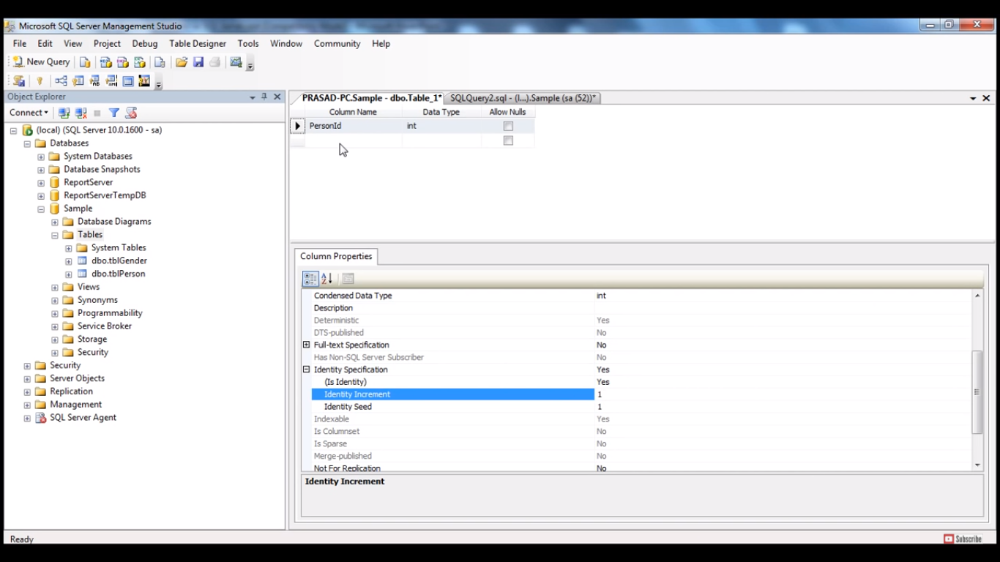 Microsoft SQL Server Management Studio
File Edit View Project Debug Table Designer Tools Window Community Help
New Query
Object Explorer
Connect
(local) (SQL Server 10.0.1600 - sa)
Databases
System Databases
Database Snapshots
ReportServer
ReportServerTempDB
Sample
Database Diagrams
Tables
System Tables
dbo.tblGender
dbo.tblPerson
Views
Synonyms
Programmability
Service Broker
Storage
Security
Security
Server Objects
Replication
Management
SQL Server Agent
PRASAD-PC.Sample - dbo.Table_1* SQLQuery2.sql - (l...).Sample (sa (52))*
Column Name Data Type Allow Nulls
PersonId int
Column Properties
Condensed Data Type int
Description
Deterministic Yes
DTS-published No
Full-text Specification No
Has Non-SQL Server Subscriber No
Identity Specification Yes
(Is Identity) Yes
Identity Increment 1
Identity Seed 1
Indexable Yes
Is Columnset No
Is Sparse No
Merge-published No
Not For Replication No
Identity Increment
Ready
Subscribe